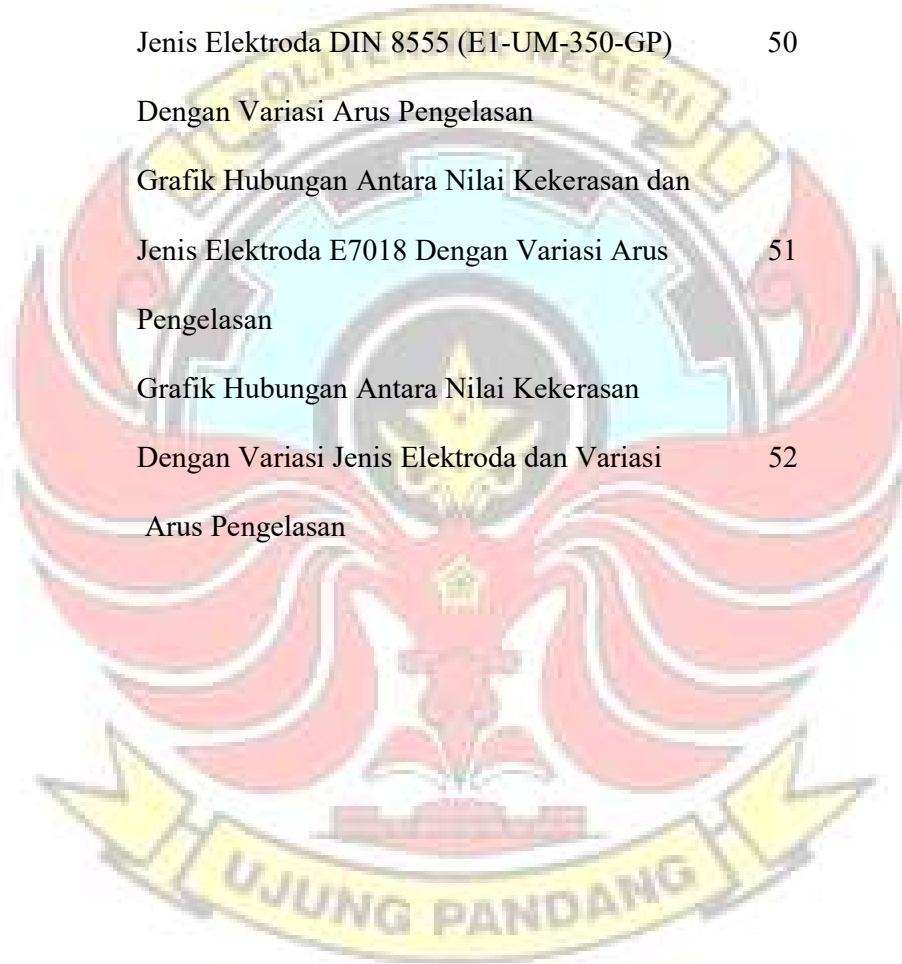 POLITEKNIK NEGERI
Jenis Elektroda DIN 8555 (E1-UM-350-GP) 50
Dengan Variasi Arus Pengelasan
Grafik Hubungan Antara Nilai Kekerasan dan
Jenis Elektroda E7018 Dengan Variasi Arus 51
Pengelasan
Grafik Hubungan Antara Nilai Kekerasan
Dengan Variasi Jenis Elektroda dan Variasi 52
Arus Pengelasan
UJUNG PANDANG